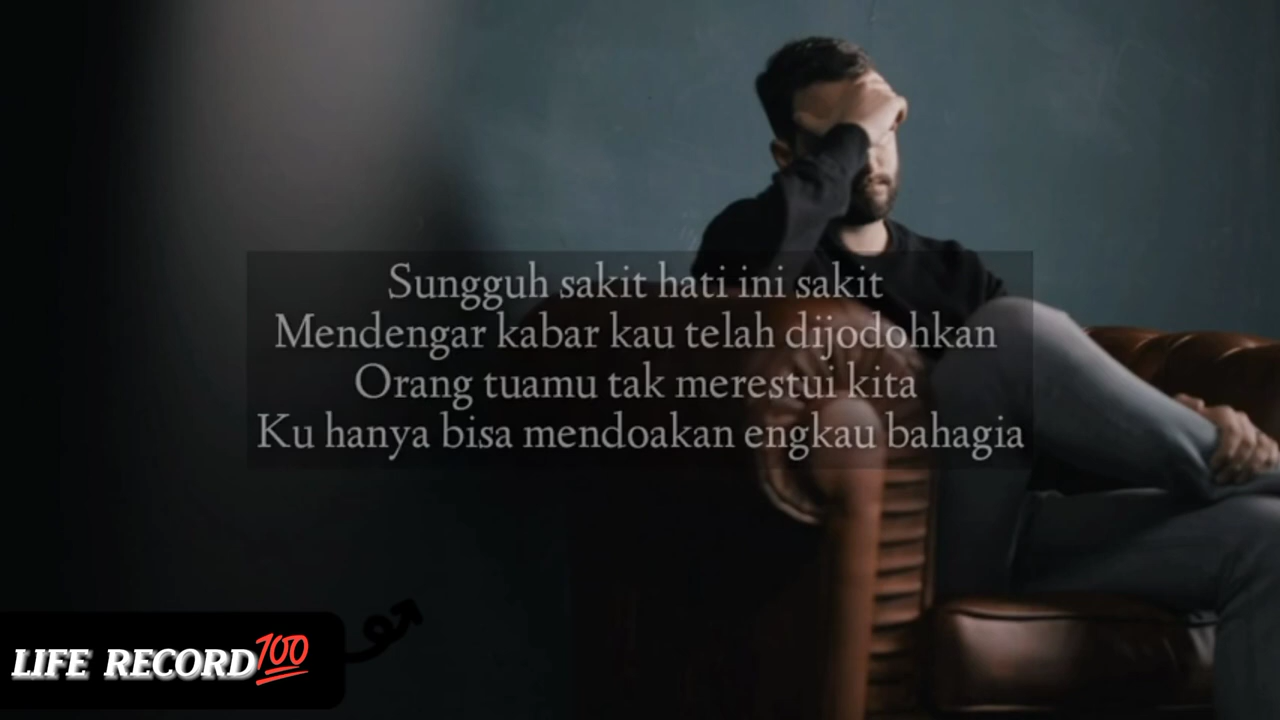 Sungguh sakit hati ini sakit
Mendengar kabar kau telah dijodohkan
Orang tuamu tak merestui kita
Ku hanya bisa mendoakan engkau bahagia
LIFE RECORD💯